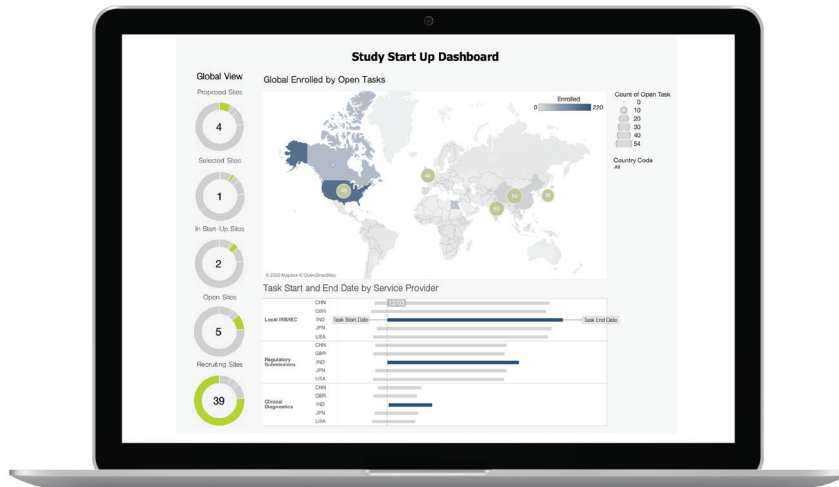 Study Start Up Dashboard
Global View
Proposed Sites
4
Selected Sites
1
In Start-Up Sites
2
Open Sites
5
Recruiting Sites
39
Global Enrolled by Open Tasks
Enrolled
0 220
Count of Open Task
0
10
20
30
40
54
Country Code
All
54
© 2020 Mapbox © OpenStreetMap
Task Start and End Date by Service Provider
12/03
Local IRB/IEC
CHN
GBR
IND
JPN
USA
Task Start Date
Task End Date
Regulatory
Submissions
CHN
GBR
IND
JPN
USA
Clinical
Diagnostics
CHN
GBR
IND
JPN
USA